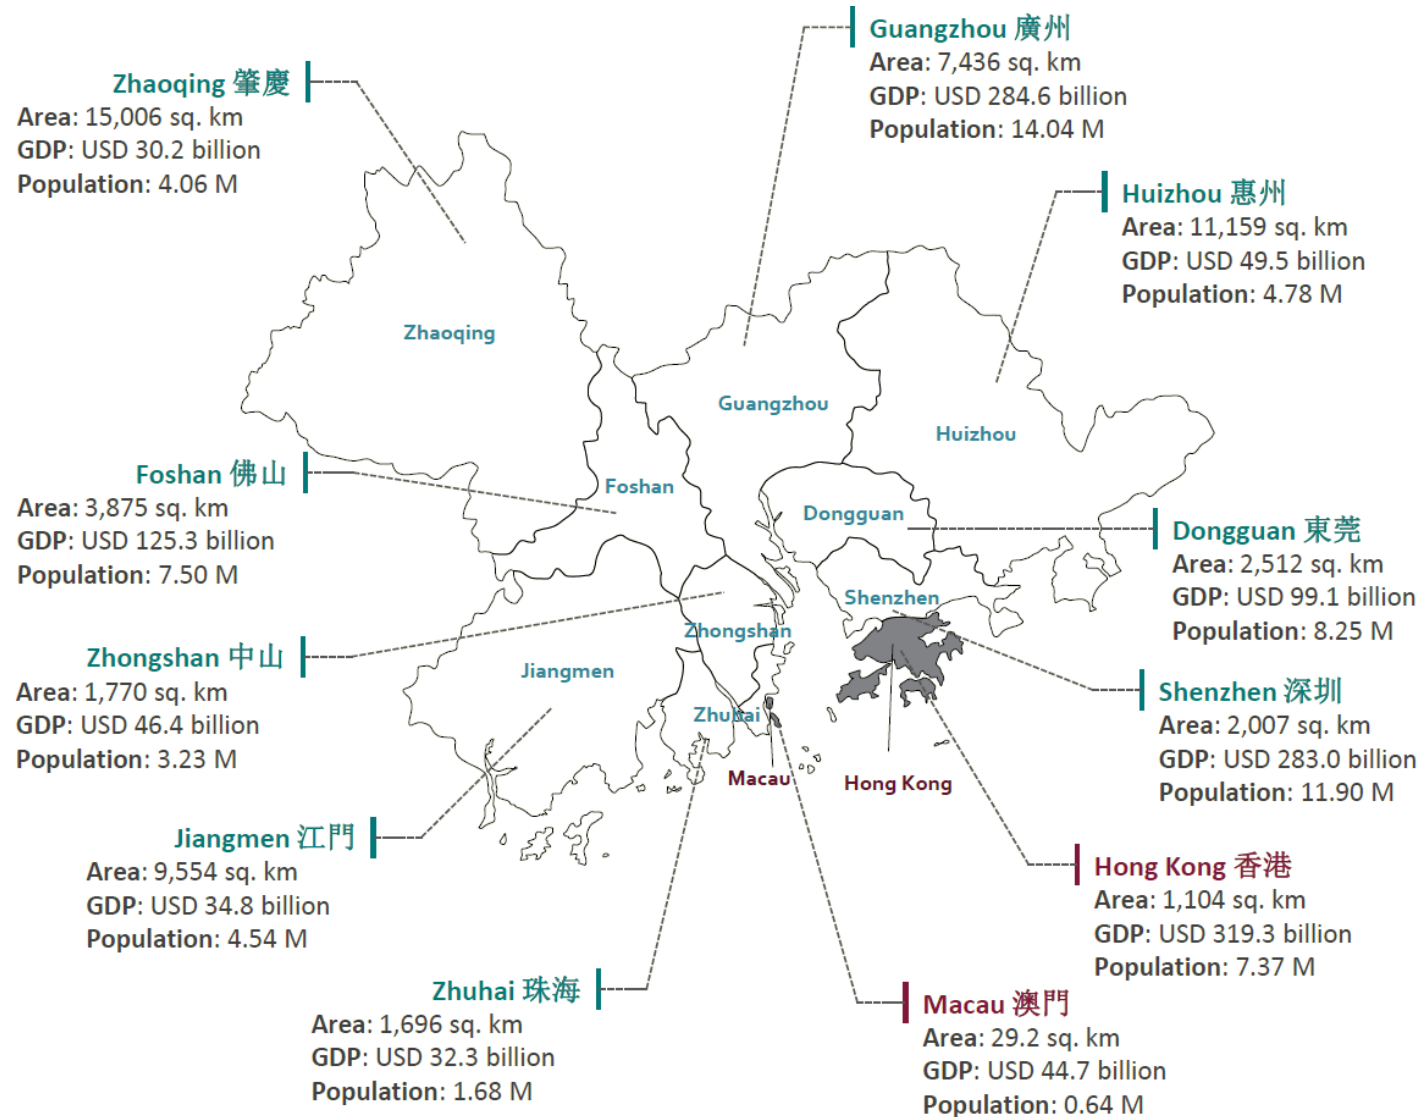 Guangzhou 廣州
Area: 7,436 sq. km
GDP: USD 284.6 billion
Population: 14.04 M
Zhaoqing 肇慶
Area: 15,006 sq. km
GDP: USD 30.2 billion
Population: 4.06 M
Huizhou 惠州
Area: 11,159 sq. km
GDP: USD 49.5 billion
Population: 4.78 M
Zhaoqing
Guangzhou
Huizhou
Foshan 佛山
Area: 3,875 sq. km
GDP: USD 125.3 billion
Population: 7.50 M
Foshan
Dongguan
Dongguan 東莞
Area: 2,512 sq. km
GDP: USD 99.1 billion
Population: 8.25 M
Shenzhen
Zhongshan
Zhongshan 中山
Area: 1,770 sq. km
GDP: USD 46.4 billion
Population: 3.23 M
Jiangmen
Zhuhai
Shenzhen 深圳
Area: 2,007 sq. km
GDP: USD 283.0 billion
Population: 11.90 M
Macau
Hong Kong
Jiangmen 江門
Area: 9,554 sq. km
GDP: USD 34.8 billion
Population: 4.54 M
Hong Kong 香港
Area: 1,104 sq. km
GDP: USD 319.3 billion
Population: 7.37 M
Zhuhai 珠海
Area: 1,696 sq. km
GDP: USD 32.3 billion
Population: 1.68 M
Macau 澳門
Area: 29.2 sq. km
GDP: USD 44.7 billion
Population: 0.64 M